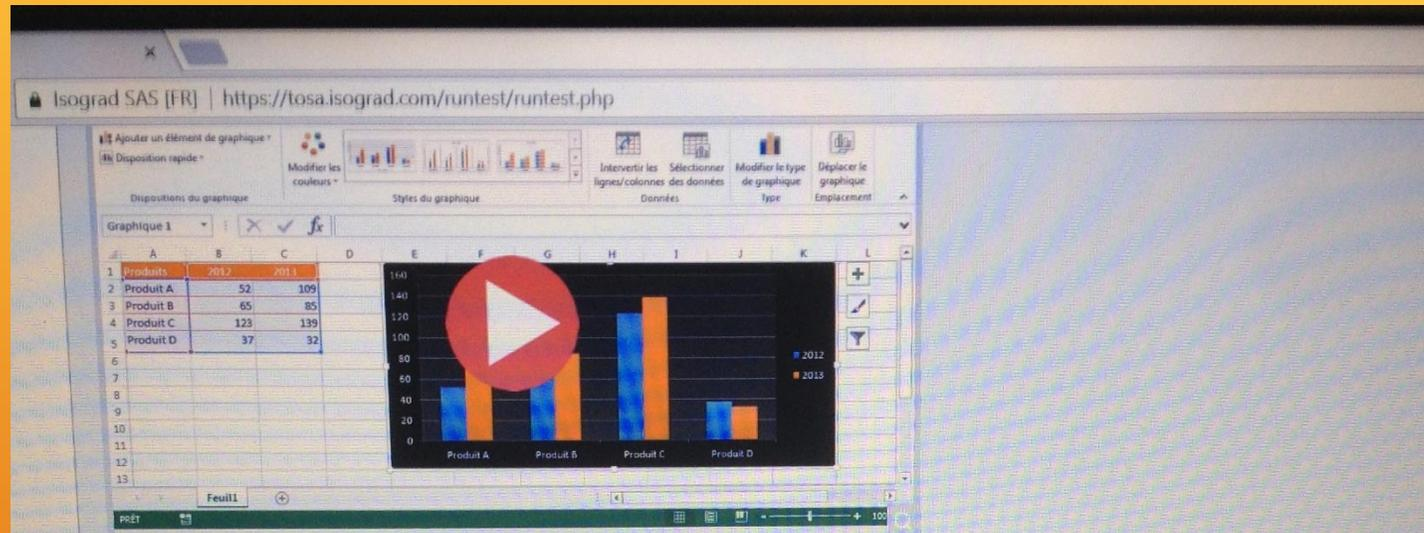 Isograd SAS [FR] | https://tosa.isograd.com/runtest/runtest.php
Ajouter un élément de graphique
Disposition rapide
Modifier les
couleurs
Intervertir les
lignes/colonnes
Sélectionner
des données
Modifier le type
de graphique
Déplacer le
graphique
Dispositions du graphique
Styles du graphique
Données
Type
Emplacement
Graphique 1
fx
A B C D E F G H I J K L
1 Produits 2012 2013
2 Produit A 52 109
3 Produit B 65 85
4 Produit C 123 139
5 Produit D 37 32
6
7
8
9
10
11
12
13
160
140
120
100
80
60
40
20
0
Produit A Produit B Produit C Produit D
2012
2013
Feuil1
PRÊT
100